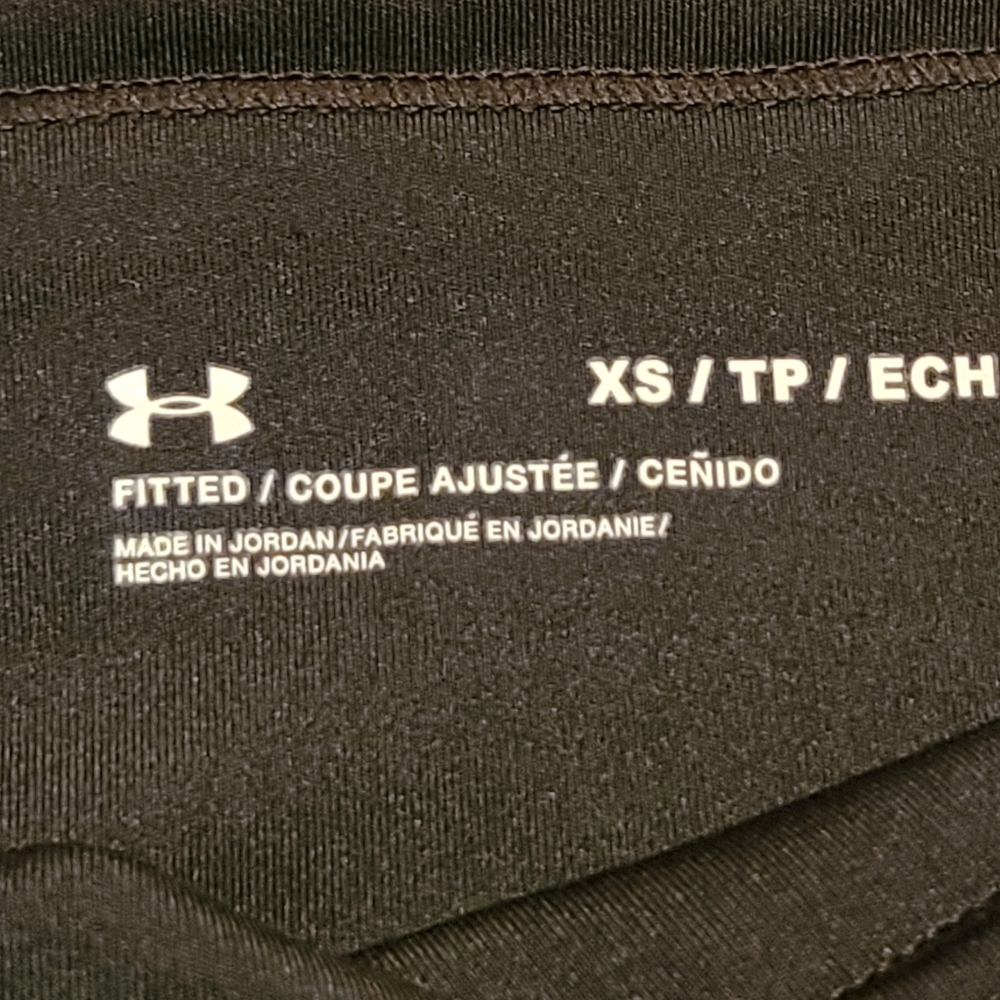 XS / TP / ECH
FITTED / COUPE AJUSTÉE / CEÑIDO
MADE IN JORDAN/FABRIQUÉ EN JORDANIE/
HECHO EN JORDANIA